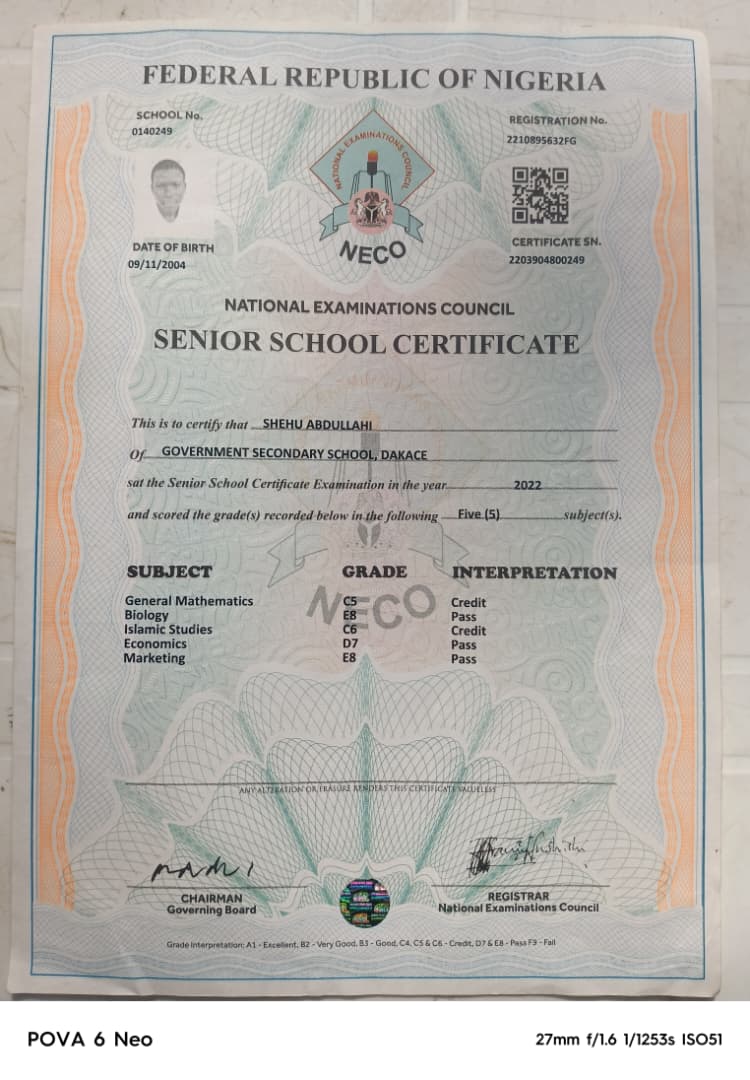 FEDERAL REPUBLIC OF NIGERIA
SCHOOL No.
0140249
REGISTRATION No.
2210895632FG
NATIONAL EXAMINATIONS COUNCIL
NECO
DATE OF BIRTH
09/11/2004
CERTIFICATE SN.
2203904800249
NATIONAL EXAMINATIONS COUNCIL
SENIOR SCHOOL CERTIFICATE
This is to certify that SHEHU ABDULLAHI
Of GOVERNMENT SECONDARY SCHOOL, DAKACE
sat the Senior School Certificate Examination in the year 2022
and scored the grade(s) recorded below in the following Five (5) subject(s).
SUBJECT GRADE INTERPRETATION
General Mathematics C5 Credit
Biology E8 Pass
Islamic Studies C6 Credit
Economics D7 Pass
Marketing E8 Pass
NECO
ANY ALTERATION OR ERASURE RENDERS THIS CERTIFICATE VALUELESS
CHAIRMAN
Governing Board
REGISTRAR
National Examinations Council
Grade Interpretation: A1 - Excellent, B2 - Very Good, B3 - Good, C4, C5 & C6 - Credit, D7 & E8 - Pass F9 - Fail
POVA 6 Neo
27mm f/1.6 1/1253s ISO51